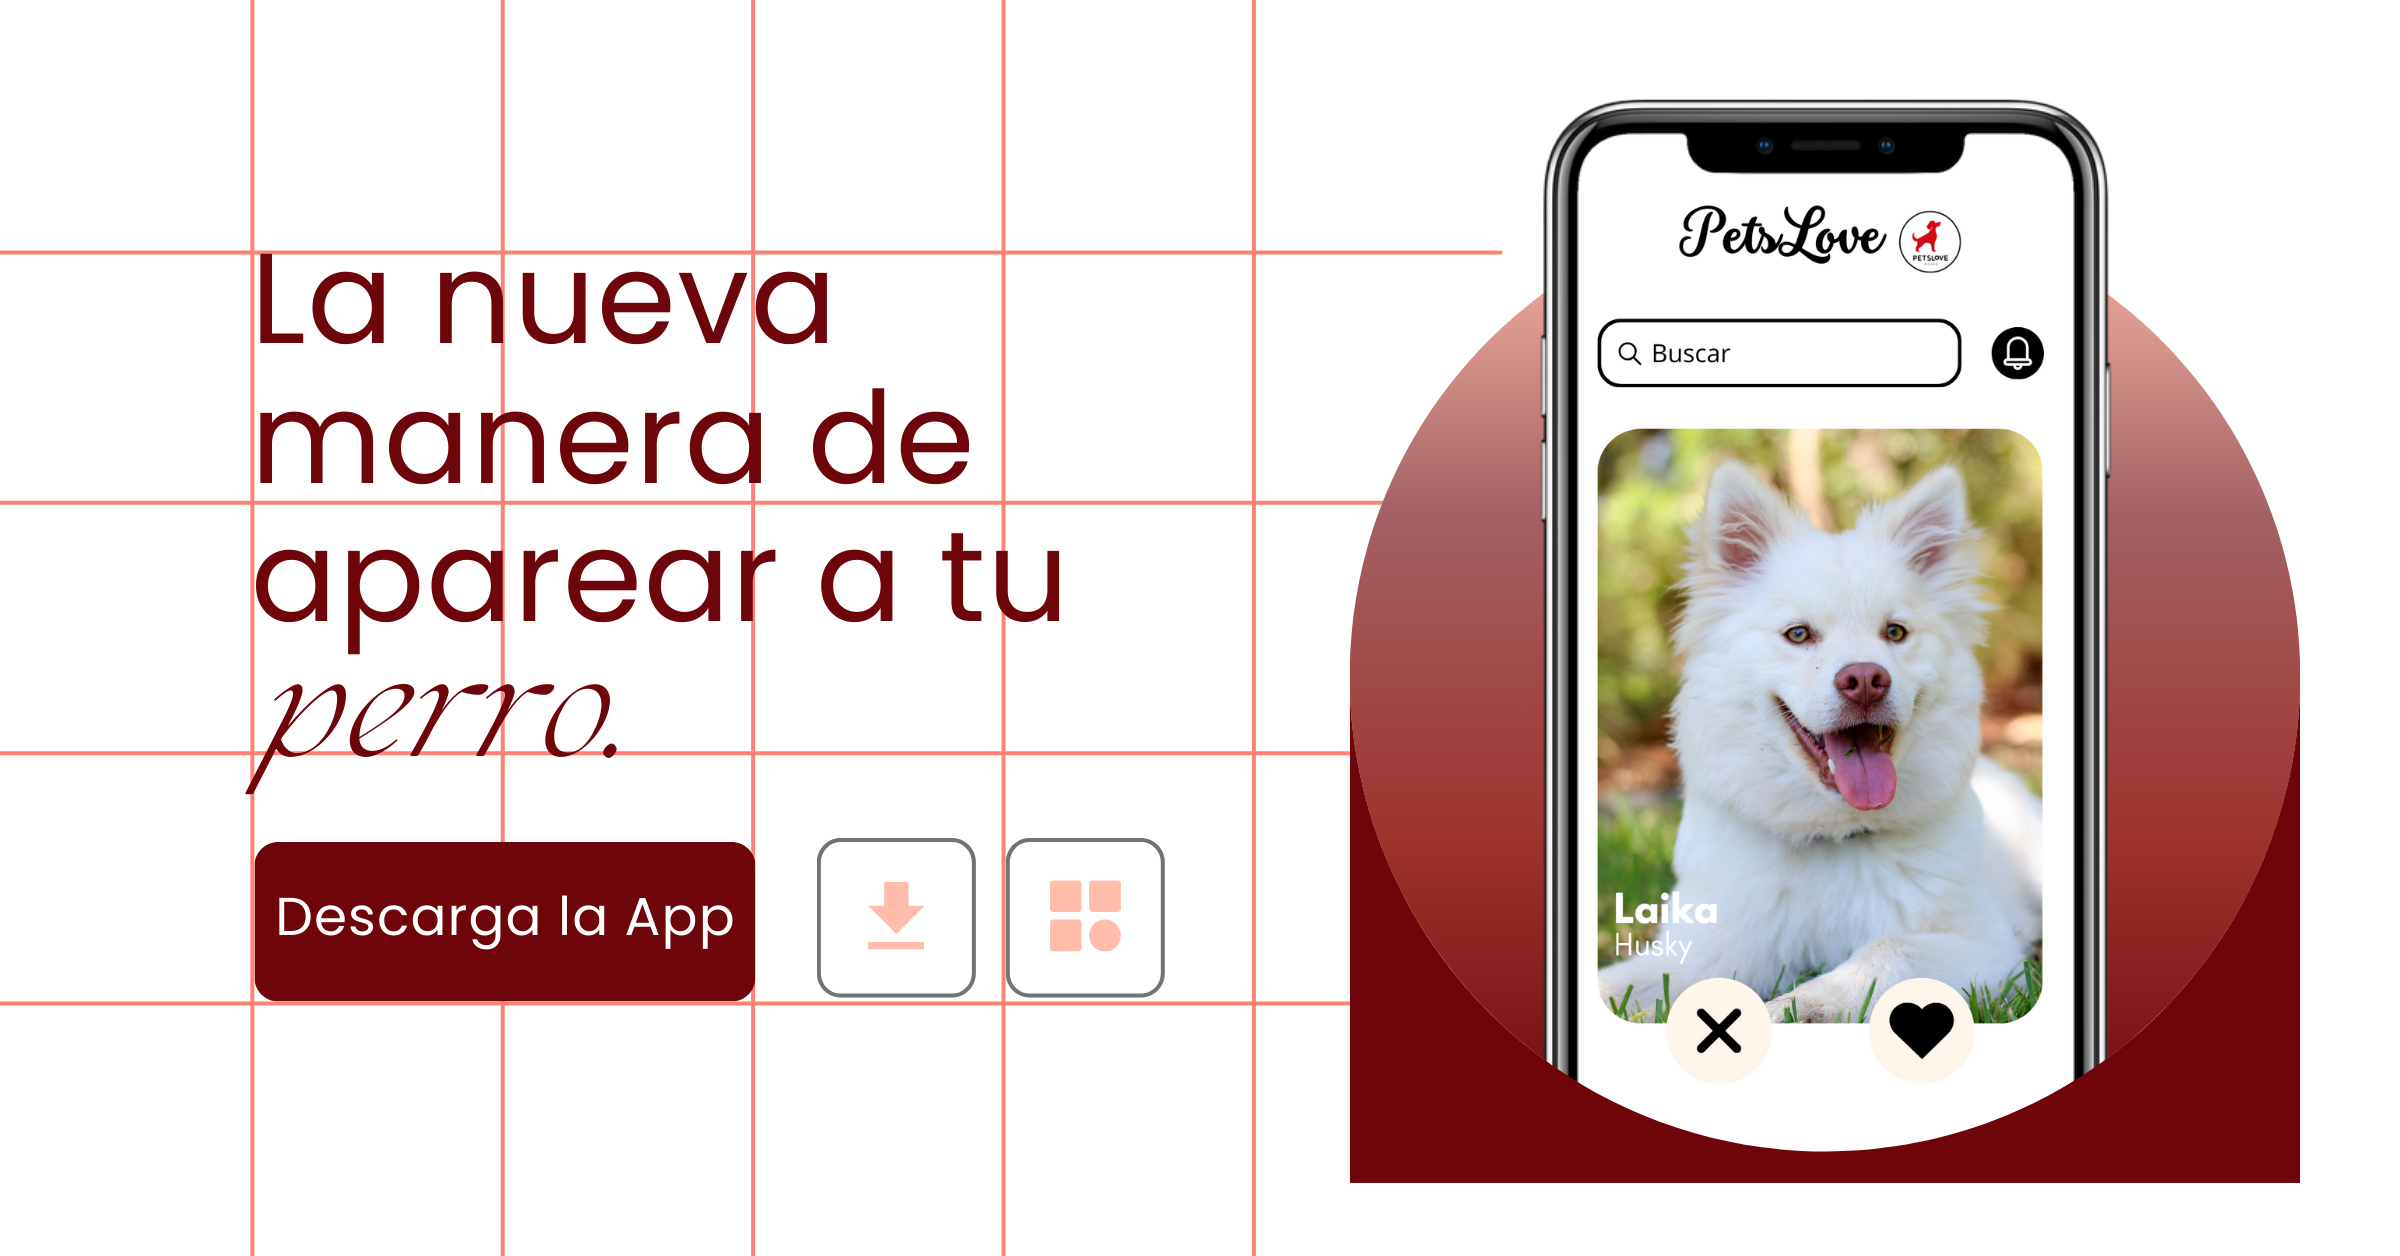 La nueva
manera de
aparear a tu
perro.
Descarga la App
PetsLove
PETSLOVE
Buscar
Laika
Husky